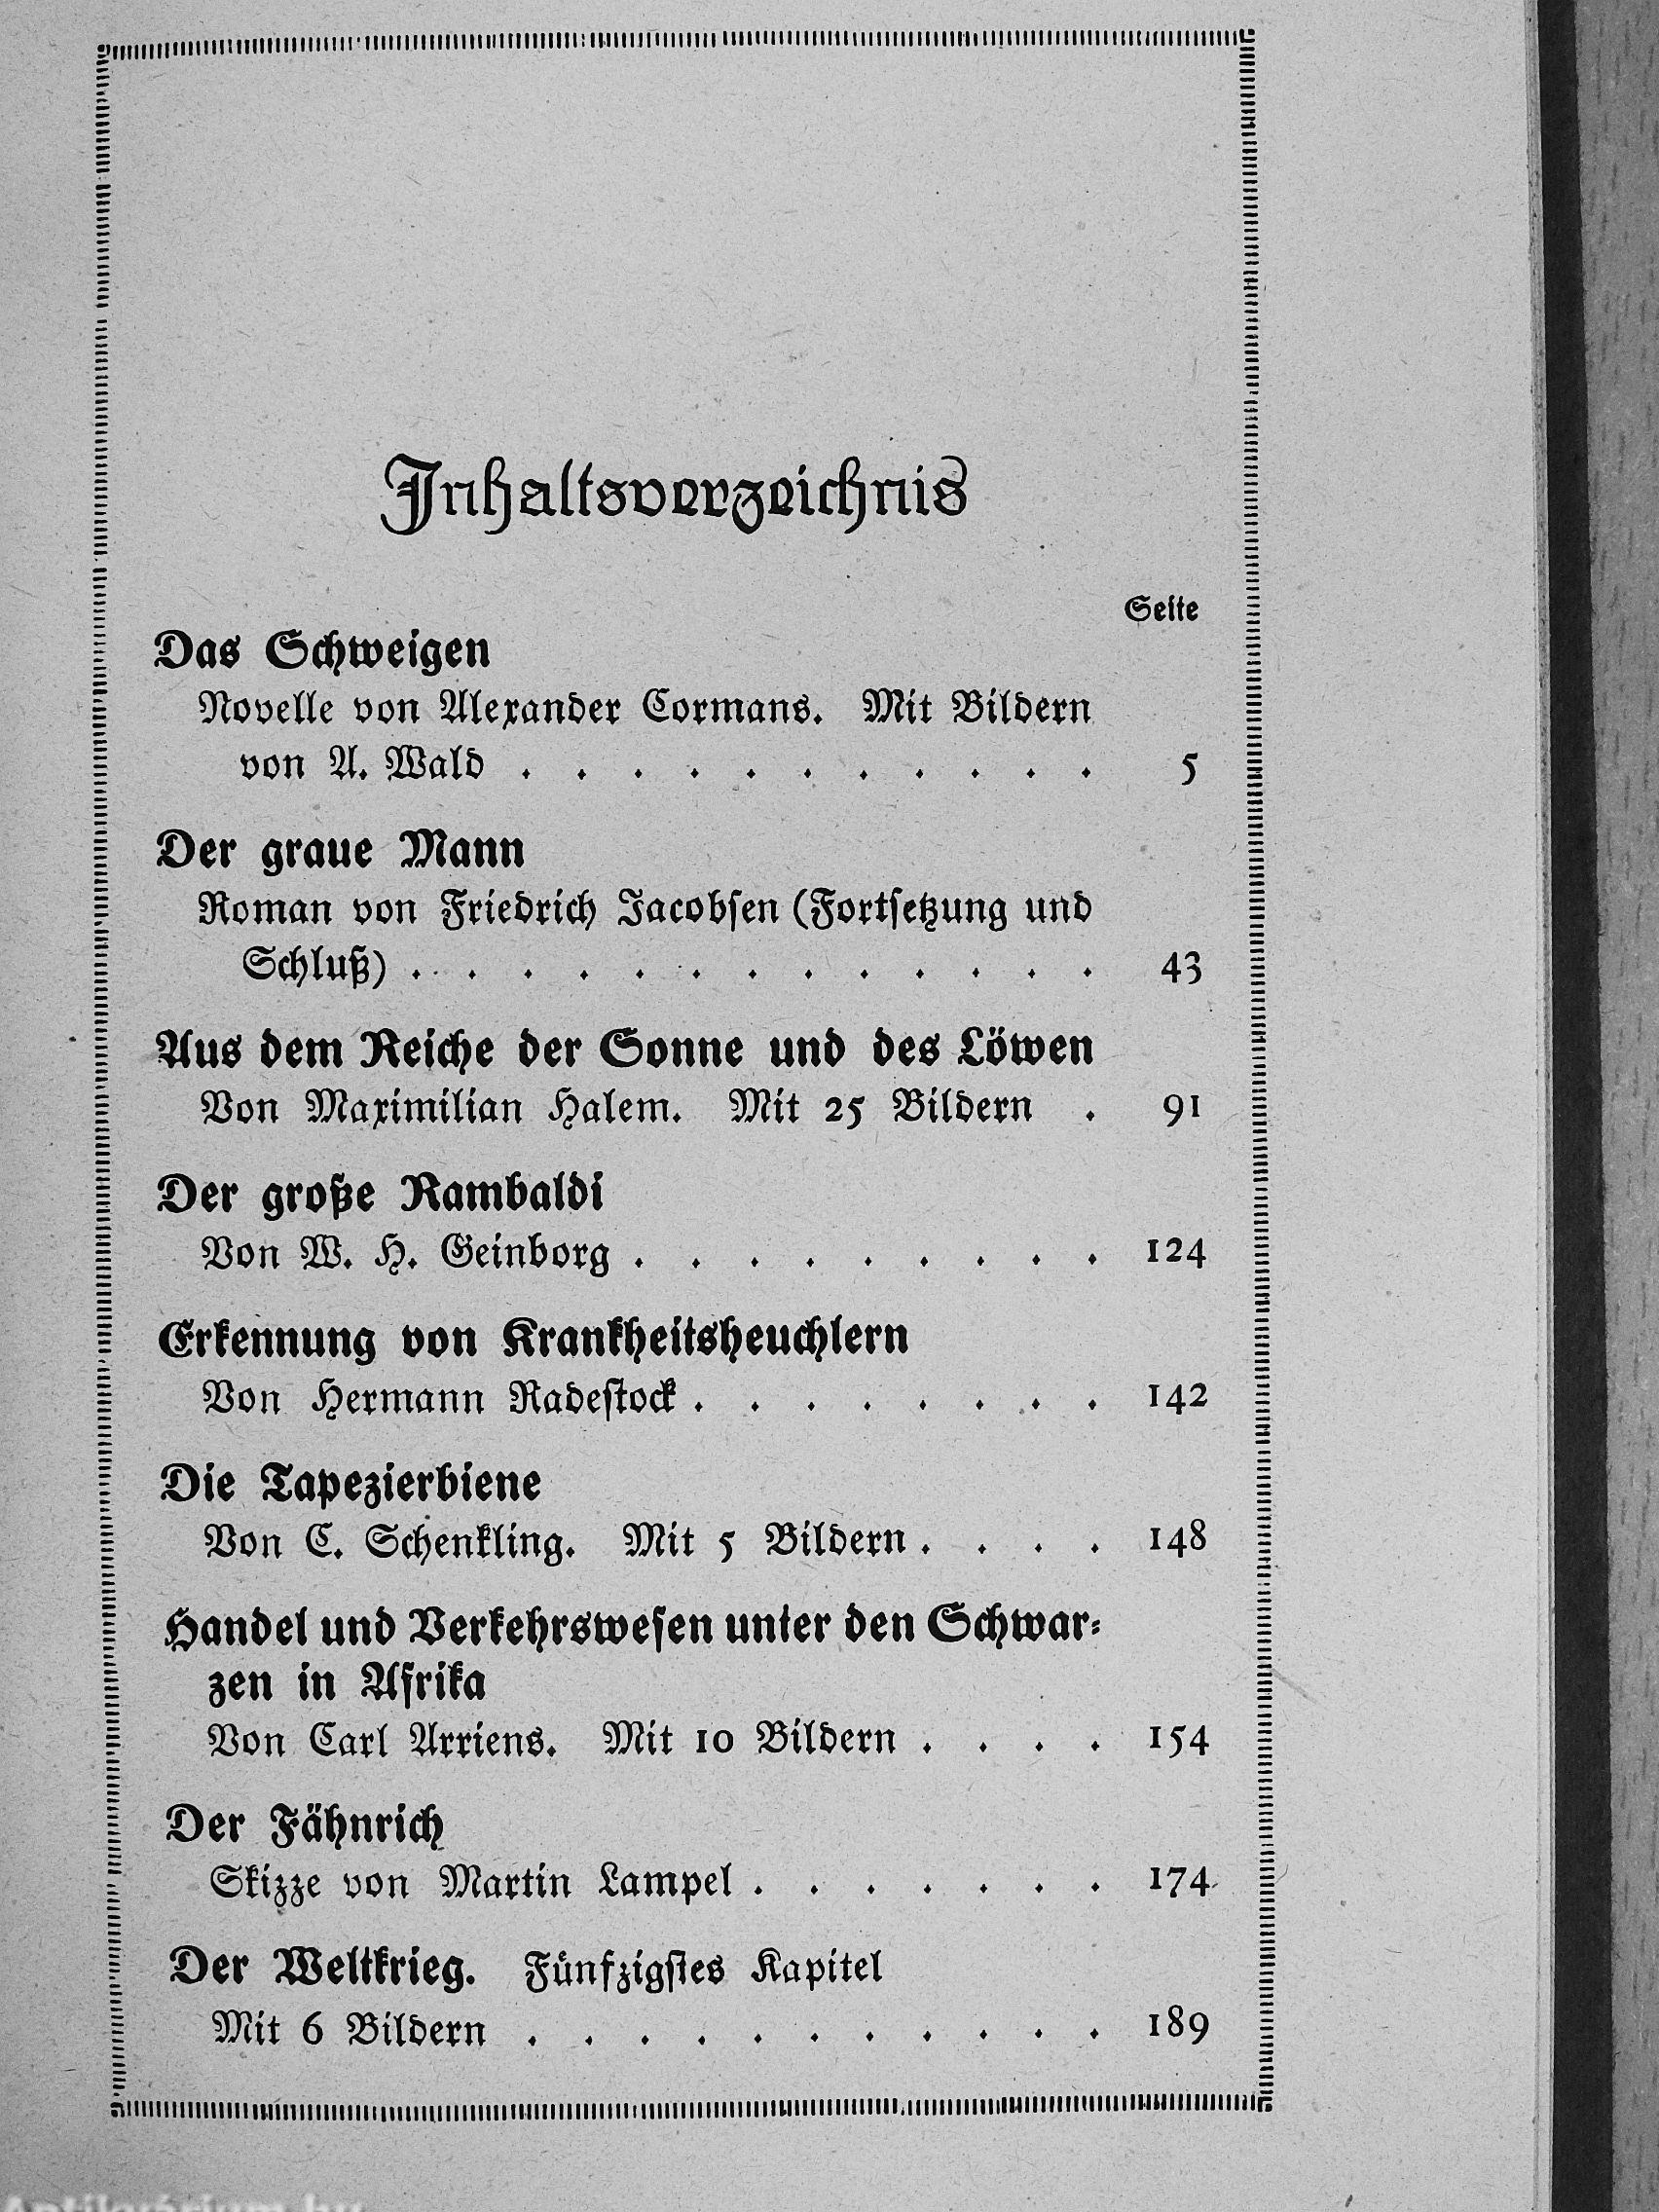 Inhaltsverzeichnis
Seite
Das Schweigen
Novelle von Alexander Cormans. Mit Bildern
von A. Wald . . . . . . . . . . . 5
Der graue Mann
Roman von Friedrich Jacobsen (Fortsetzung und
Schluß) . . . . . . . . . . . . . 43
Aus dem Reiche der Sonne und des Löwen
Von Maximilian Halem. Mit 25 Bildern . 91
Der große Rambaldi
Von W. H. Geinborg . . . . . . . . . 124
Erkennung von Krankheitsheuchlern
Von Hermann Radestock . . . . . . . . 142
Die Tapezierbiene
Von C. Schenkling. Mit 5 Bildern . . . . 148
Handel und Verkehrswesen unter den Schwar-
zen in Afrika
Von Carl Arriens. Mit 10 Bildern . . . . 154
Der Fähnrich
Skizze von Martin Lampel . . . . . . . 174
Der Weltkrieg. Fünfzigstes Kapitel
Mit 6 Bildern . . . . . . . . . . . 189